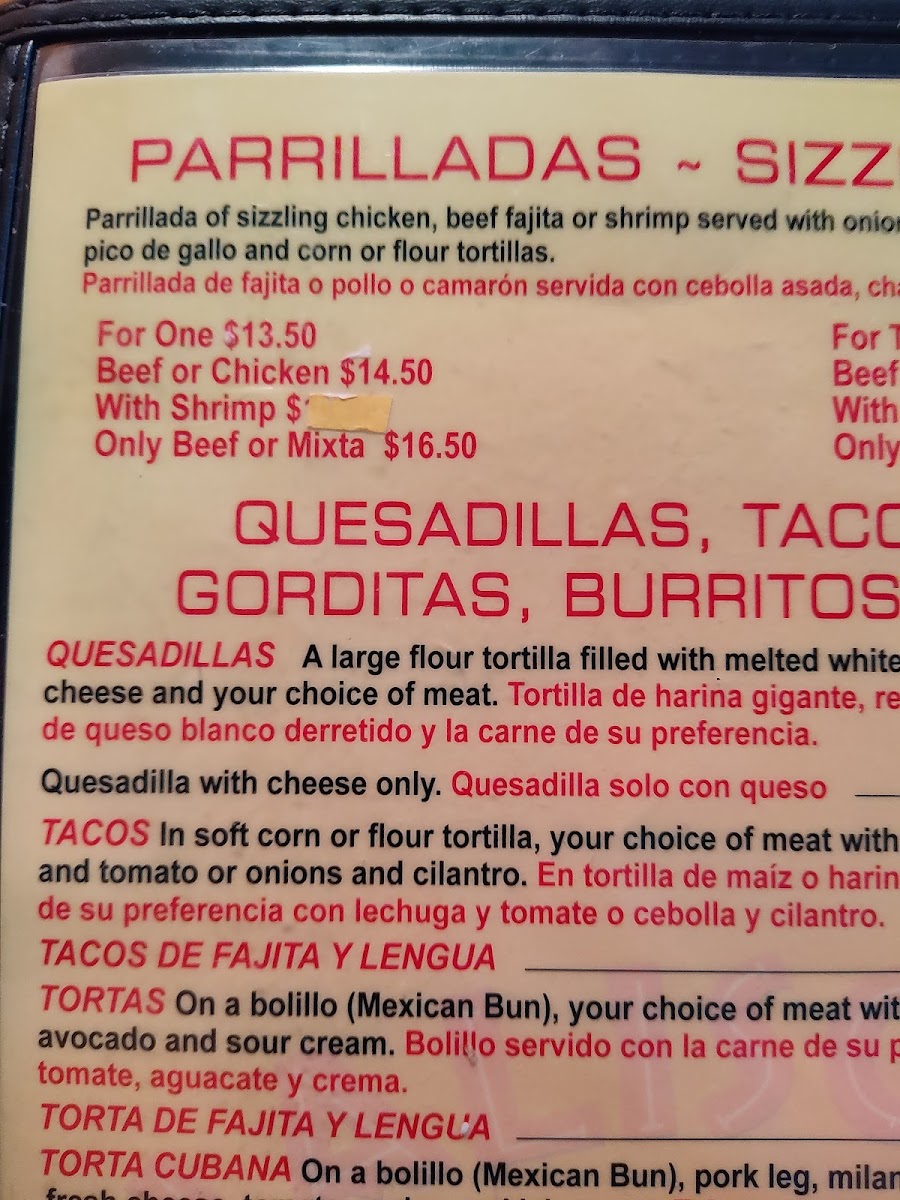 PARRILLADAS ~ SIZZ
Parrillada of sizzling chicken, beef fajita or shrimp served with onion
pico de gallo and corn or flour tortillas.
Parrillada de fajita o pollo o camarón servida con cebolla asada,
For One $13.50
Beef or Chicken $14.50
With Shrimp $
Only Beef or Mixta $16.50
For T
Beef
With
Only
QUESADILLAS, TACO
GORDITAS, BURRITOS
QUESADILLAS A large flour tortilla filled with melted white
cheese and your choice of meat. Tortilla de harina gigante, re
de queso blanco derretido y la carne de su preferencia.
Quesadilla with cheese only. Quesadilla solo con queso
TACOS In soft corn or flour tortilla, your choice of meat with
and tomato or onions and cilantro. En tortilla de maíz o harin
de su preferencia con lechuga y tomate o cebolla y cilantro.
TACOS DE FAJITA Y LENGUA
TORTAS On a bolillo (Mexican Bun), your choice of meat wit
avocado and sour cream. Bolillo servido con la carne de su p
tomate, aguacate y crema.
TORTA DE FAJITA Y LENGUA
TORTA CUBANA On a bolillo (Mexican Bun), pork leg, milan